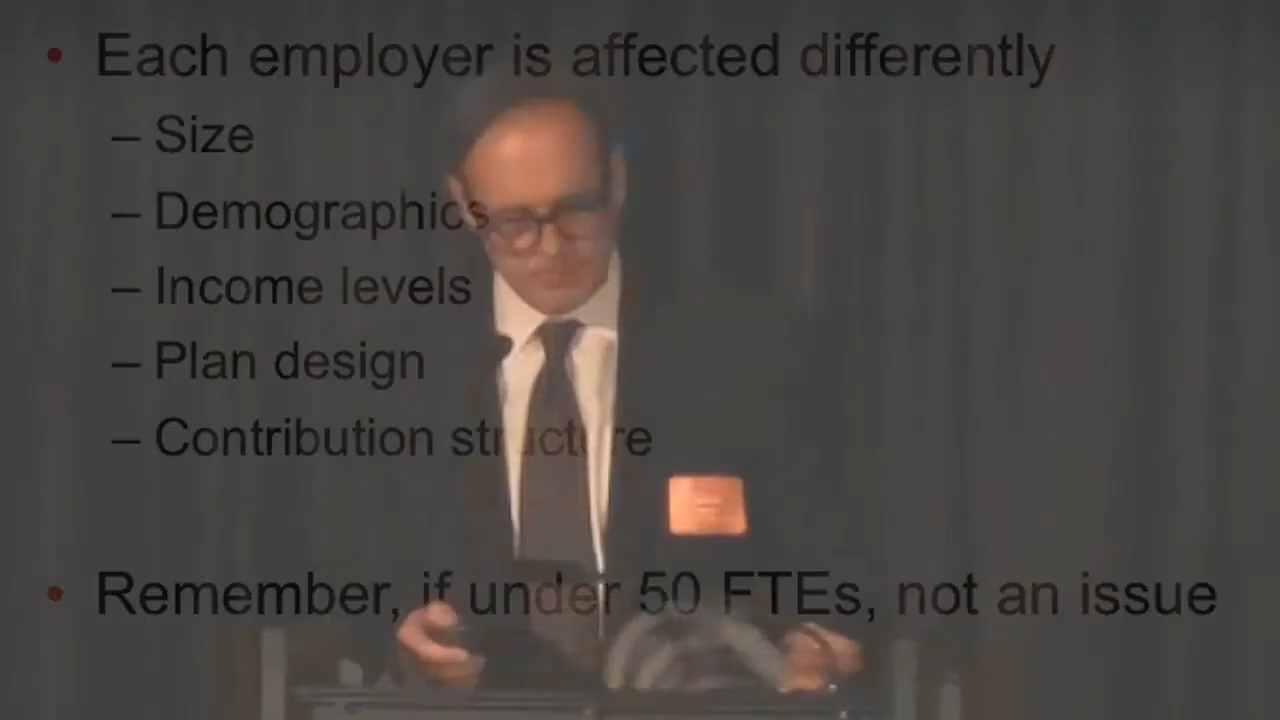 • Each employer is affected differently
– Size
– Demographics
– Income levels
– Plan design
– Contribution structure
• Remember, if under 50 FTEs, not an issue